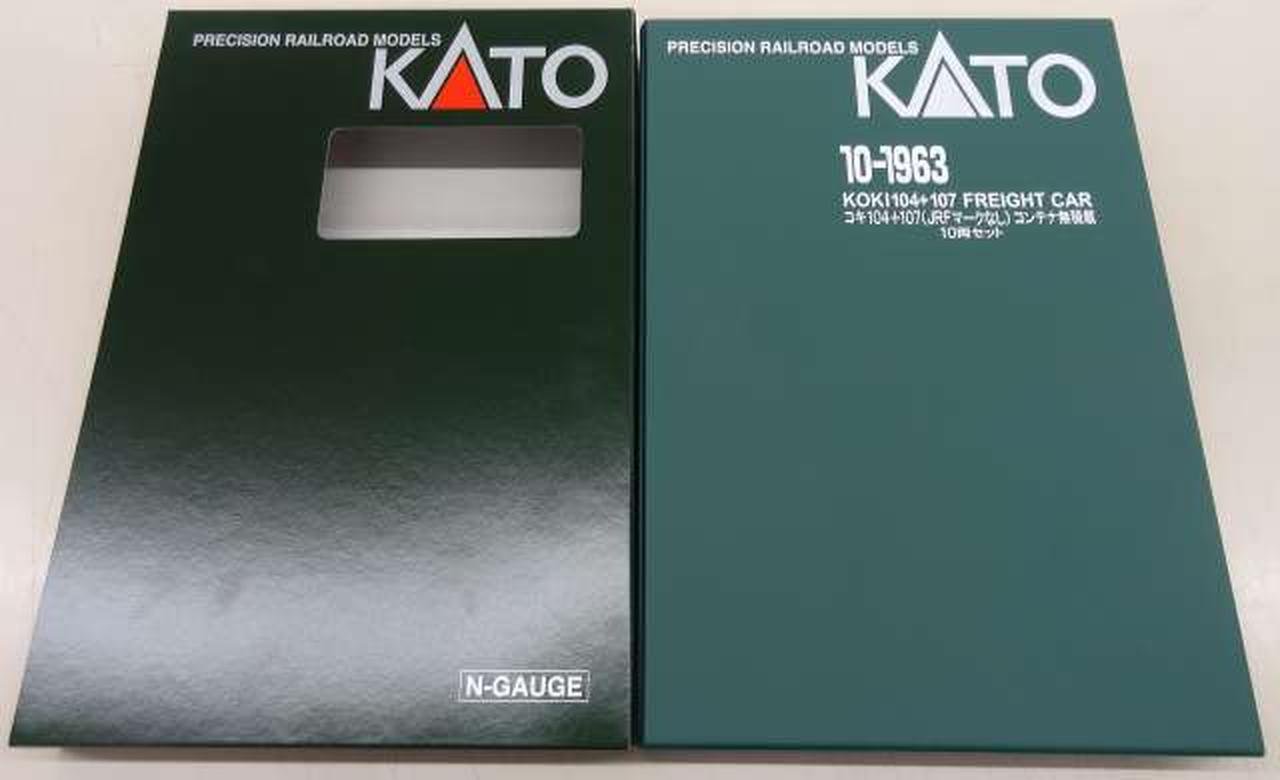 PRECISION RAILROAD MODELS
KATO
N-GAUGE
PRECISION RAILROAD MODELS
KATO
10-1963
KOKI104+107 FREIGHT CAR
コキ104+107(JRFマークなし) コンテナ無積載
10両セット